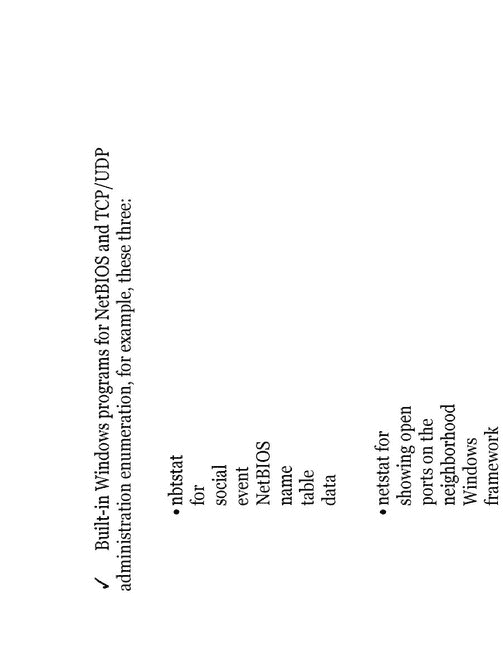 ✓ Built-in Windows programs for NetBIOS and TCP/UDP
administration enumeration, for example, these three:
• nbtstat
for
social
event
NetBIOS
name
table
data
• netstat for
showing open
ports on the
neighborhood
Windows
framework